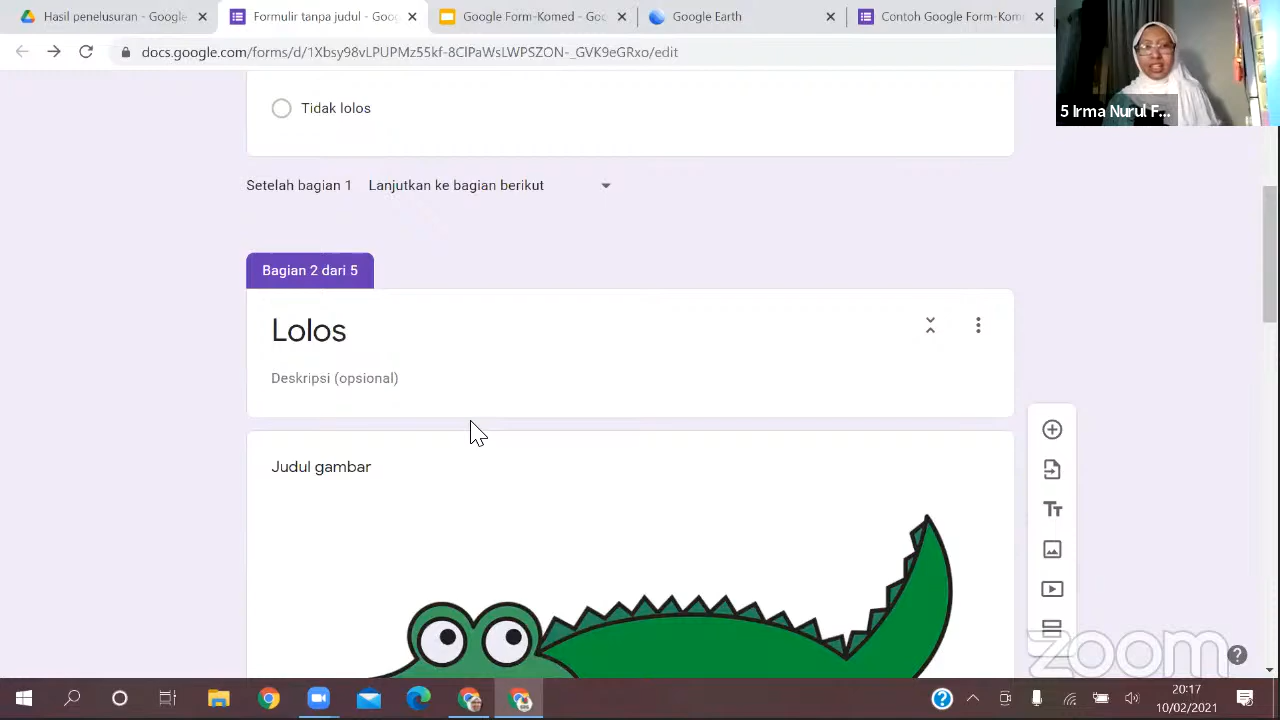 Hasil penelusuran - Google
Formulir tanpa judul - Goo
Google Form-Komed - Goo
Google Earth
Contoh Google Form-Kom
docs.google.com/forms/d/1Xbsy98vLPUPMz55kf-8ClPaWsLWPSZON-_GVK9eGRxo/edit
5 Irma Nurul F...
Tidak lolos
Setelah bagian 1 Lanjutkan ke bagian berikut
Bagian 2 dari 5
Lolos
Deskripsi (opsional)
Judul gambar
Tт
zoom
20:17
10/02/2021